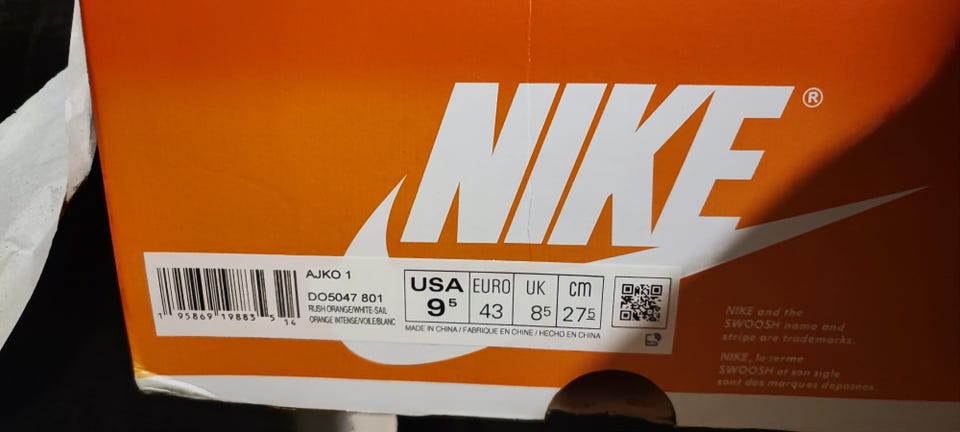 NIKE®
AJKO 1
DO5047 801
RUSH ORANGE/WHITE-SAIL
ORANGE INTENSE/VOILE/BLANC
1 95869 19883 5 14
USA EURO UK cm
9⁵ 43 8⁵ 27⁵
MADE IN CHINA / FABRIQUE EN CHINE / HECHO EN CHINA
NIKE and the
SWOOSH name and
stripe are trademarks.
NIKE, le terme
SWOOSH et son sigle
sont des marques deposees.